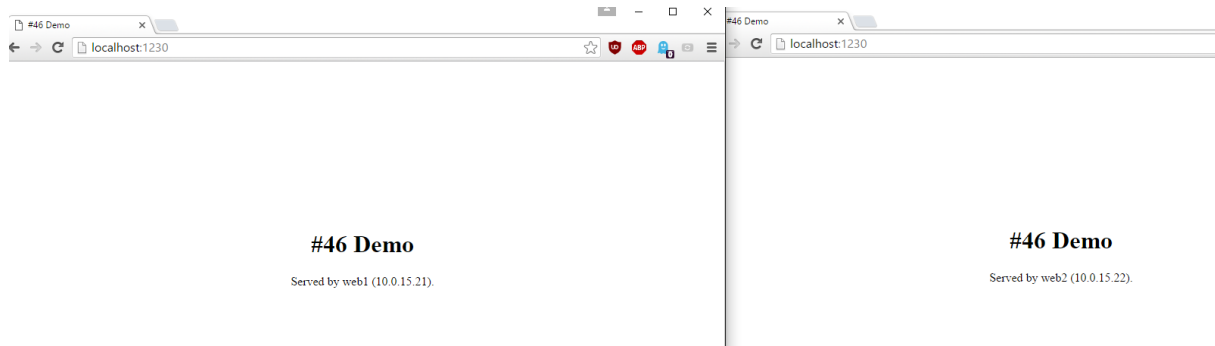 #46 Demo
localhost:1230
#46 Demo
Served by web1 (10.0.15.21).
#46 Demo
localhost:1230
#46 Demo
Served by web2 (10.0.15.22).